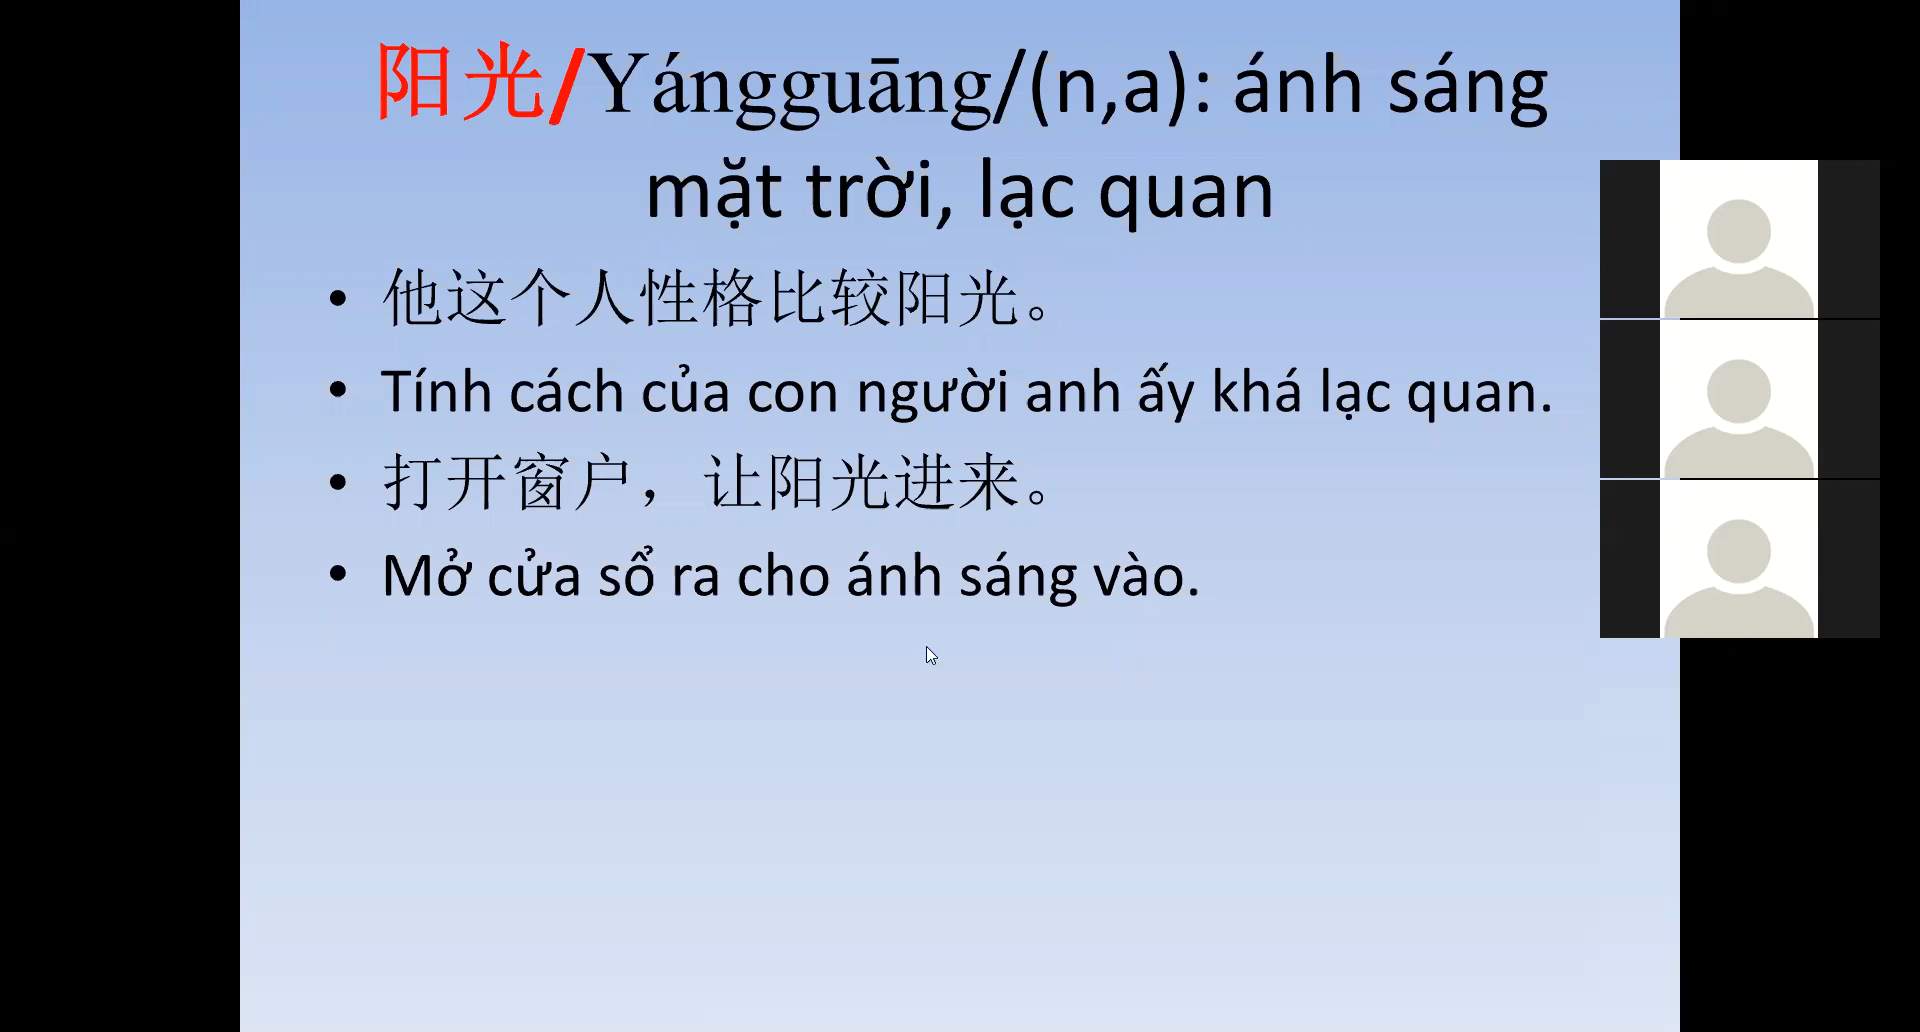 阳光/Yángguāng/(n,a): ánh sáng
mặt trời, lạc quan
• 他这个人性格比较阳光。
• Tính cách của con người anh ấy khá lạc quan.
• 打开窗户，让阳光进来。
• Mở cửa sổ ra cho ánh sáng vào.